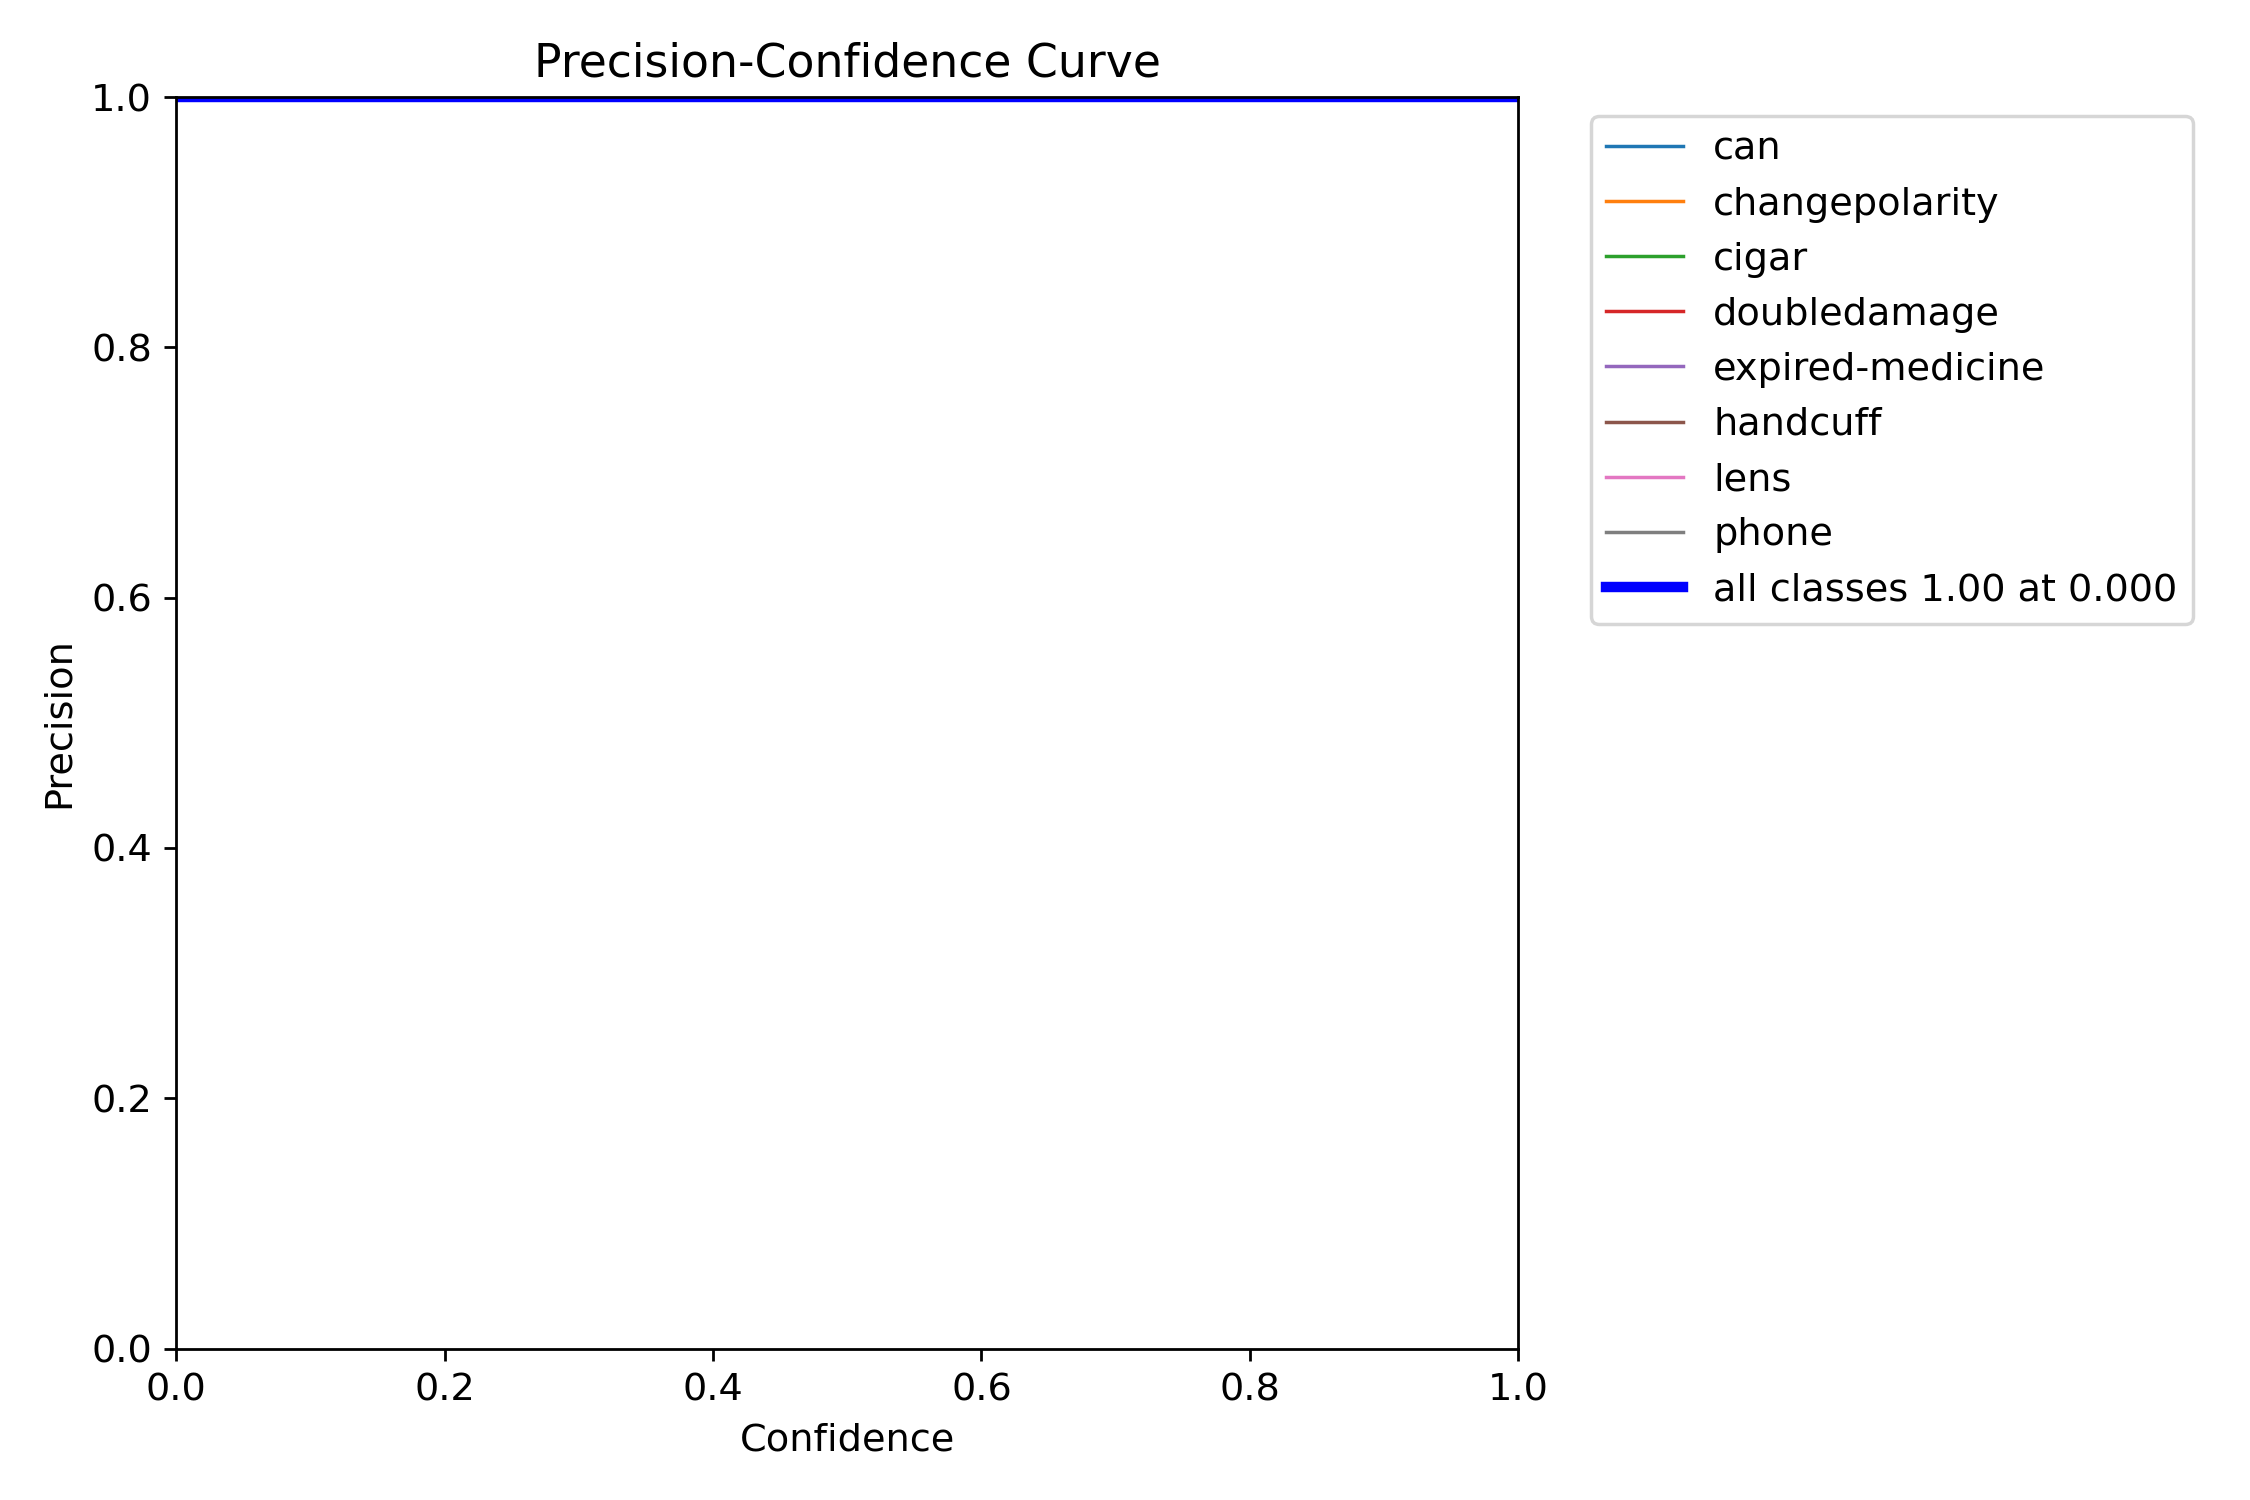 Precision-Confidence Curve
1.0
0.8
0.6
0.4
0.2
0.0
Precision
0.0
0.2
0.4
0.6
0.8
1.0
Confidence
can
changepolarity
cigar
doubledamage
expired-medicine
handcuff
lens
phone
all classes 1.00 at 0.000